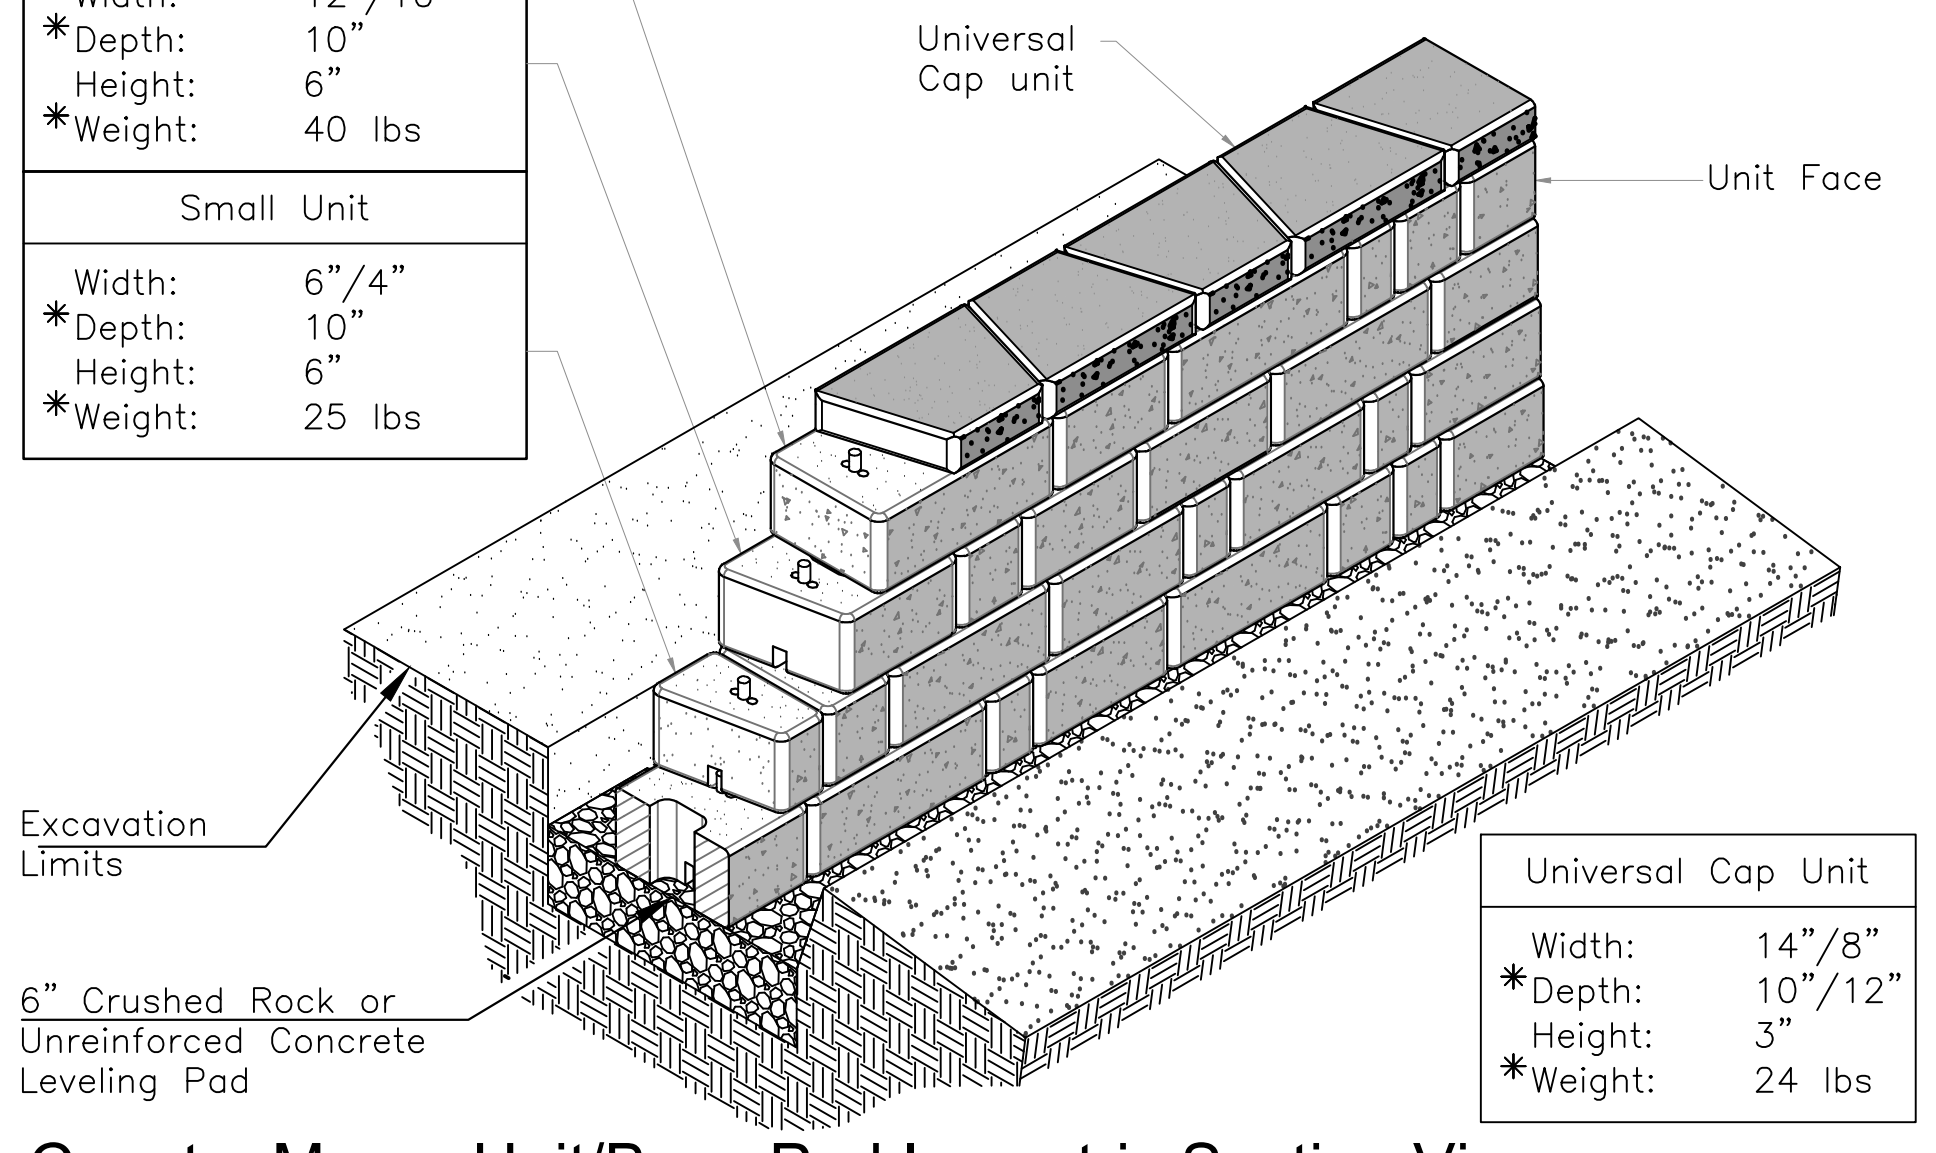 * Depth: 10”
Height: 6”
* Weight: 40 lbs
Small Unit
Width: 6”/4”
* Depth: 10”
Height: 6”
* Weight: 25 lbs
Universal
Cap unit
Unit Face
Excavation
Limits
6” Crushed Rock or
Unreinforced Concrete
Leveling Pad
Universal Cap Unit
Width: 14”/8”
* Depth: 10”/12”
Height: 3”
* Weight: 24 lbs